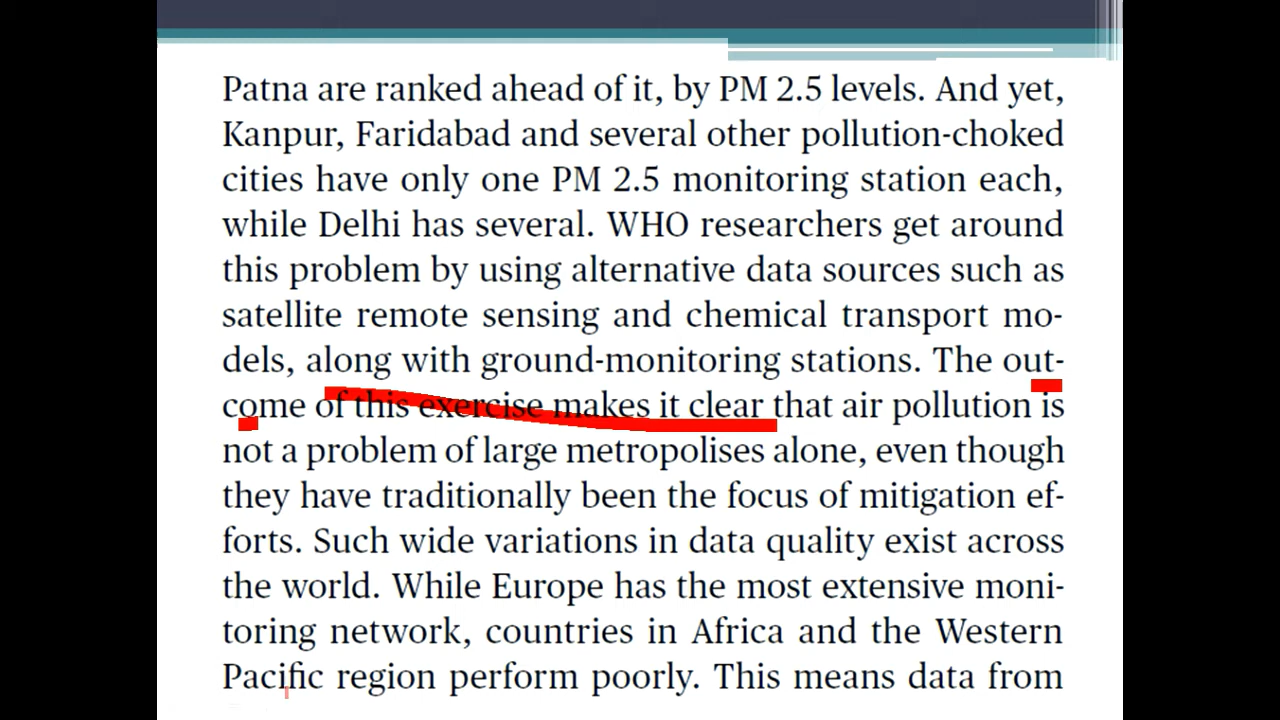 Patna are ranked ahead of it, by PM 2.5 levels. And yet,
Kanpur, Faridabad and several other pollution-choked
cities have only one PM 2.5 monitoring station each,
while Delhi has several. WHO researchers get around
this problem by using alternative data sources such as
satellite remote sensing and chemical transport mo-
dels, along with ground-monitoring stations. The out-
come of this exercise makes it clear that air pollution is
not a problem of large metropolises alone, even though
they have traditionally been the focus of mitigation ef-
forts. Such wide variations in data quality exist across
the world. While Europe has the most extensive moni-
toring network, countries in Africa and the Western
Pacific region perform poorly. This means data from